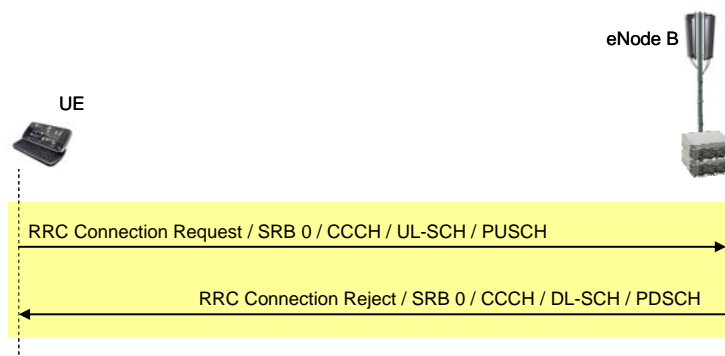 eNode B
UE
RRC Connection Request / SRB 0 / CCCH / UL-SCH / PUSCH
RRC Connection Reject / SRB 0 / CCCH / DL-SCH / PDSCH